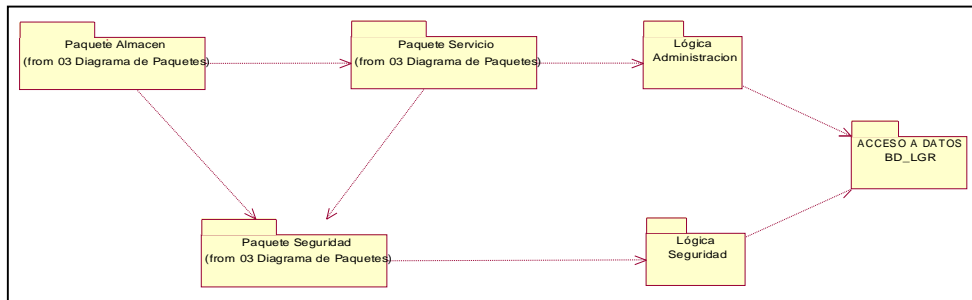 Paquete Almacen
(from 03 Diagrama de Paquetes)
Paquete Servicio
(from 03 Diagrama de Paquetes)
Lógica
Administracion
ACCESO A DATOS
BD_LGR
Paquete Seguridad
(from 03 Diagrama de Paquetes)
Lógica
Seguridad